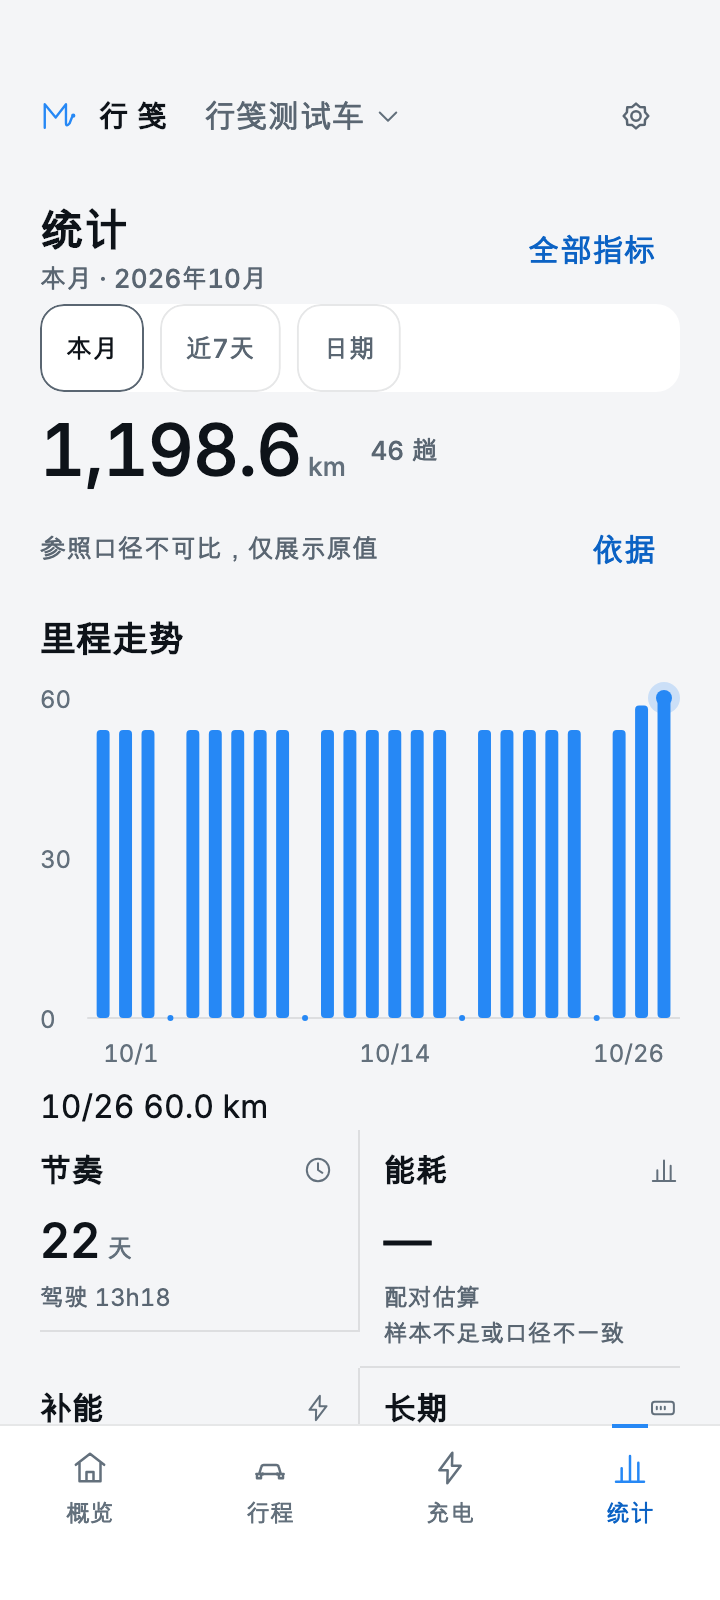 行笺 行笺测试车
统计
全部指标
本月 · 2026年10月
本月 近7天 日期
1,198.6 km 46 趟
参照口径不可比，仅展示原值 依据
里程走势
60
30
0
10/1 10/14 10/26
10/26 60.0 km
节奏
22 天
驾驶 13h18
能耗
—
配对估算
样本不足或口径不一致
补能 长期
概览 行程 充电 统计